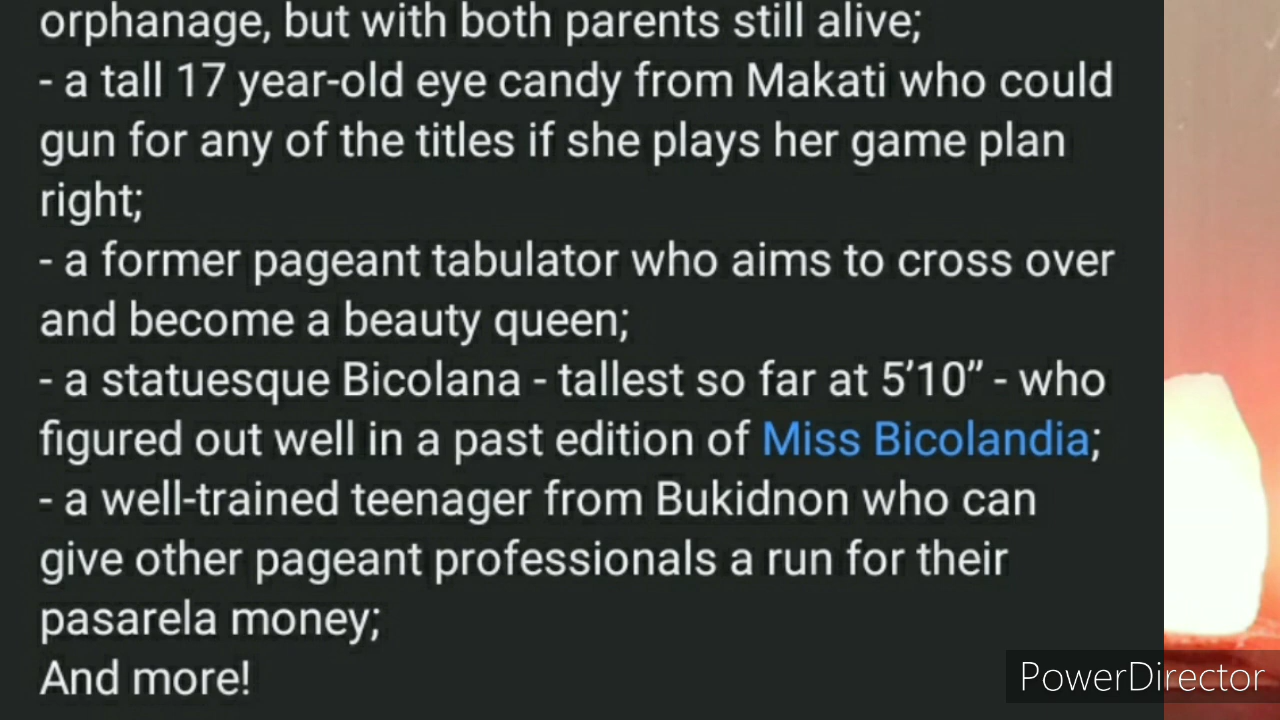 orphanage, but with both parents still alive;
- a tall 17 year-old eye candy from Makati who could
gun for any of the titles if she plays her game plan
right;
- a former pageant tabulator who aims to cross over
and become a beauty queen;
- a statuesque Bicolana - tallest so far at 5’10” - who
figured out well in a past edition of Miss Bicolandia;
- a well-trained teenager from Bukidnon who can
give other pageant professionals a run for their
pasarela money;
And more!
PowerDirector